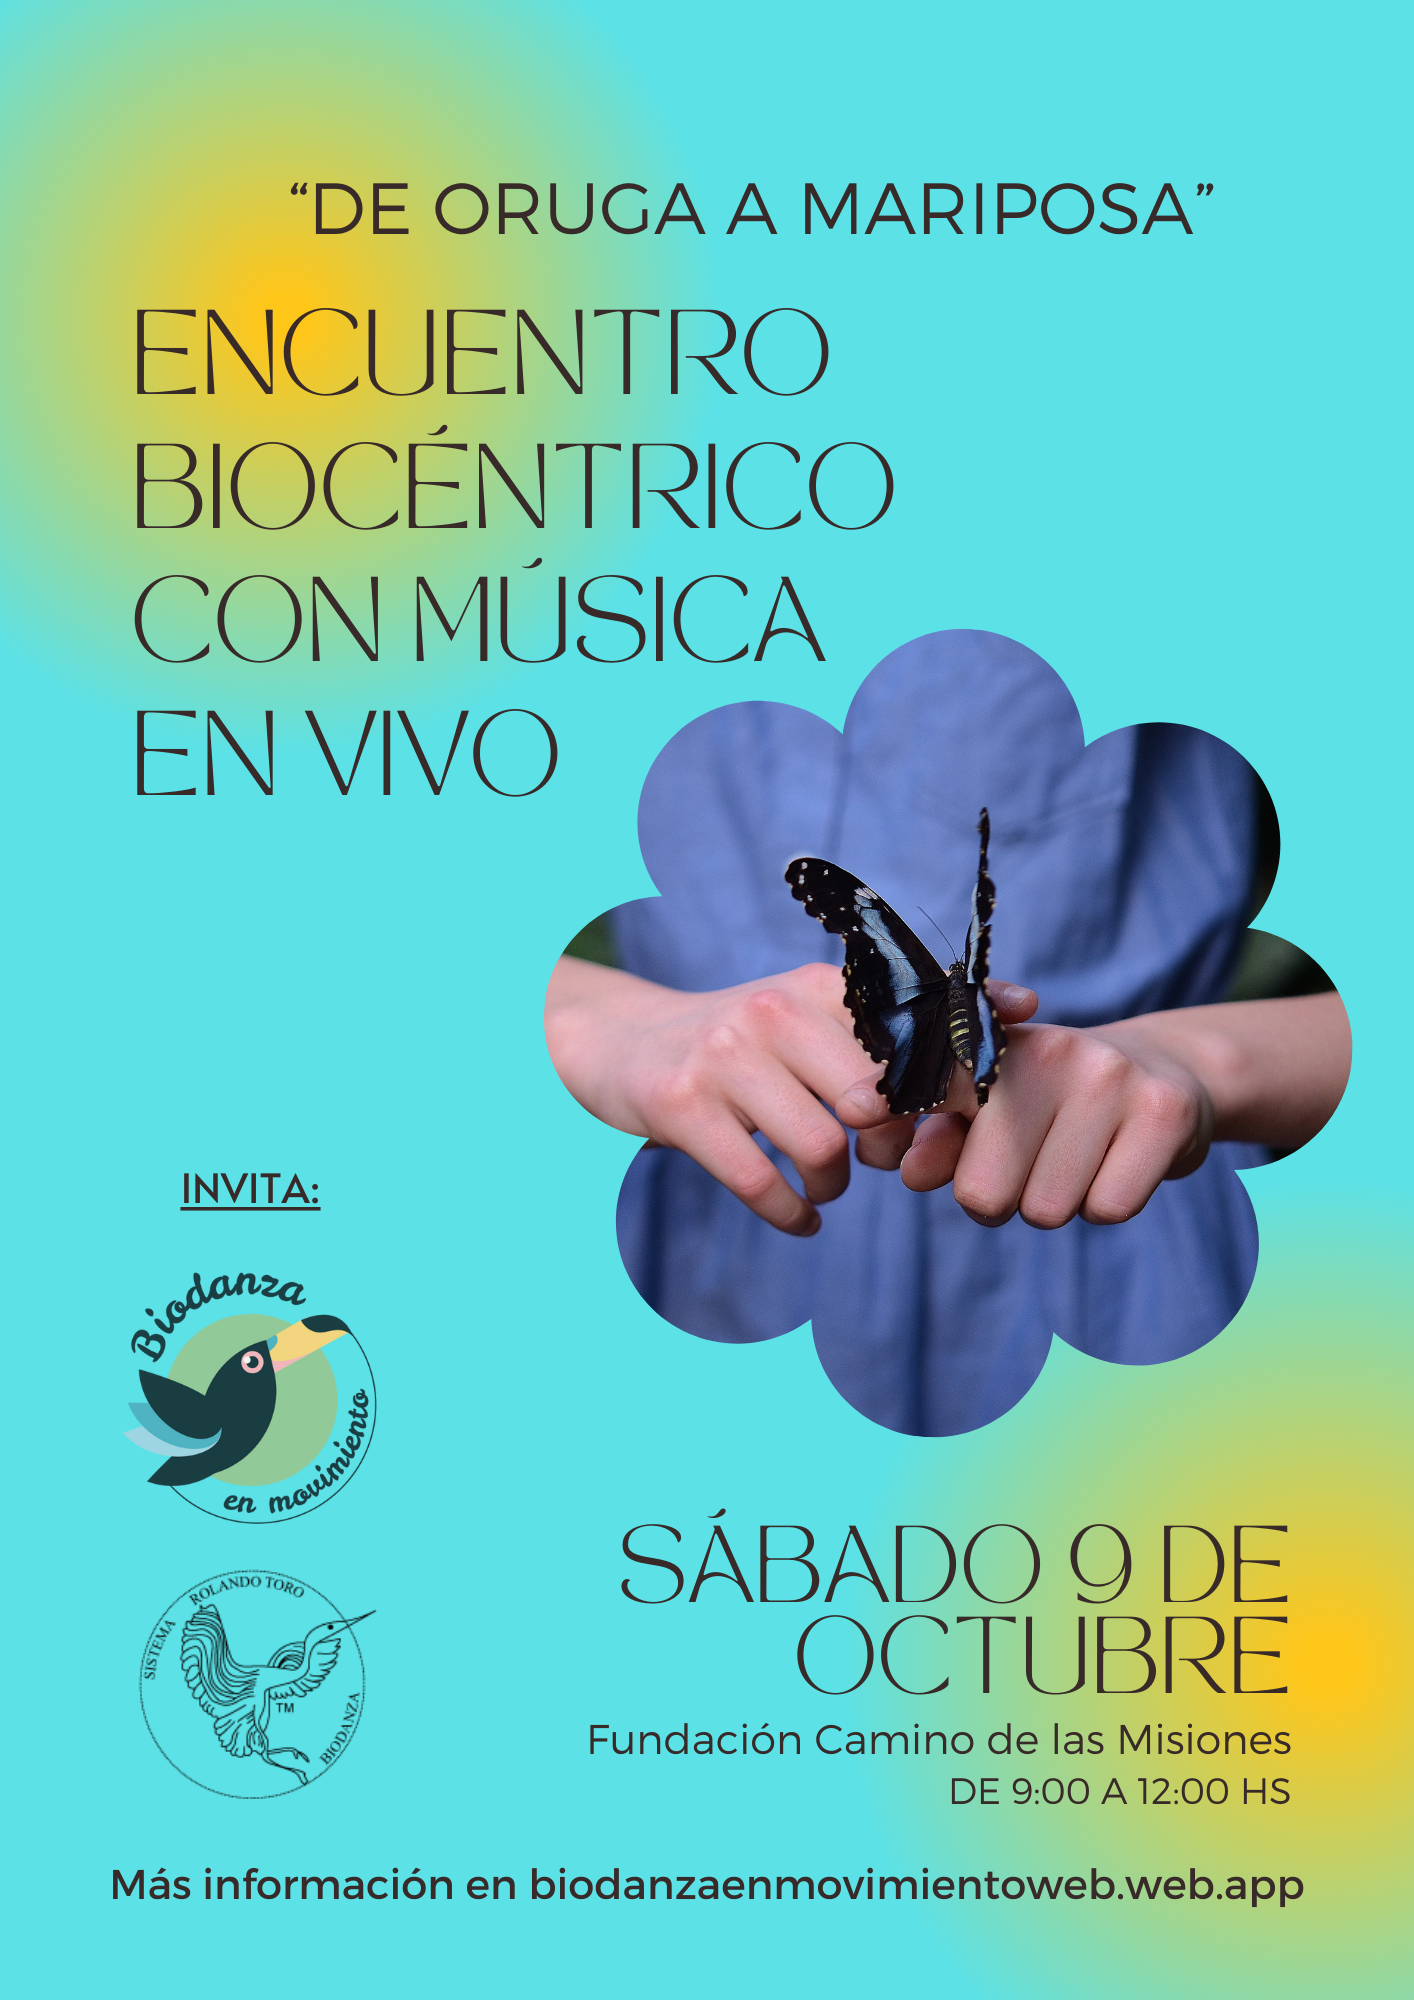 “DE ORUGA A MARIPOSA”
ENCUENTRO
BIOCÉNTRICO
CON MÚSICA
EN VIVO
INVITA:
Biodanza
en movimiento
SISTEMA ROLANDO TORO
BIODANZA
TM
SÁBADO 9 DE
OCTUBRE
Fundación Camino de las Misiones
DE 9:00 A 12:00 HS
Más información en biodanzaenmovimientoweb.web.app